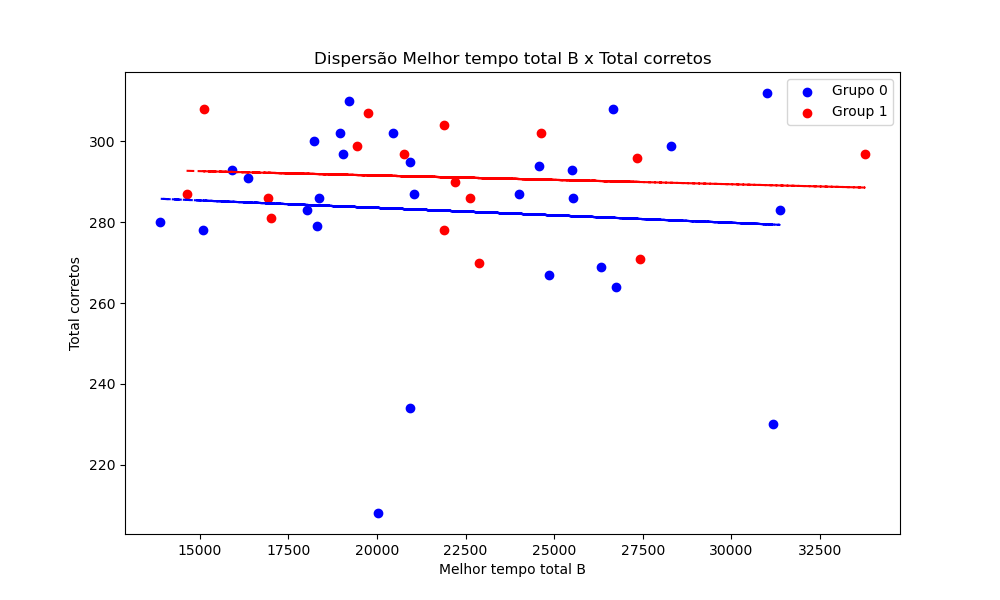 Dispersão Melhor tempo total B x Total corretos
Grupo 0
Group 1
Total corretos
300
280
260
240
220
15000 17500 20000 22500 25000 27500 30000 32500
Melhor tempo total B